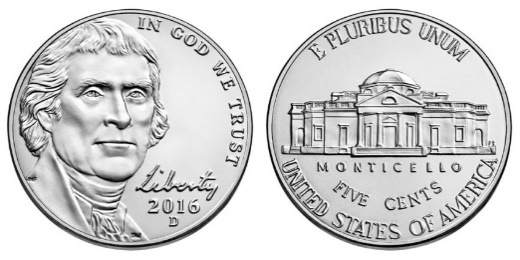 IN GOD WE TRUST
Liberty
2016
D
E PLURIBUS UNUM
MONTICELLO
FIVE CENTS
UNITED STATES OF AMERICA